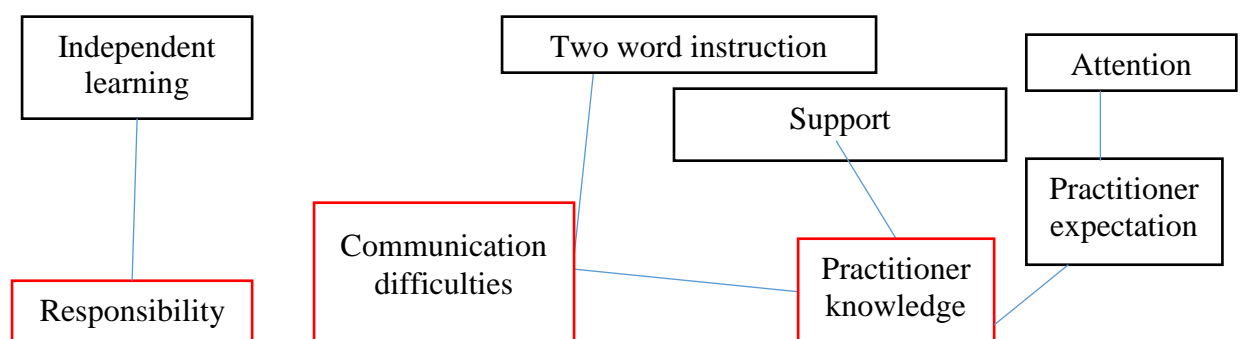 Independent
learning
Two word instruction
Attention
Support
Practitioner
expectation
Communication
difficulties
Practitioner
knowledge
Responsibility